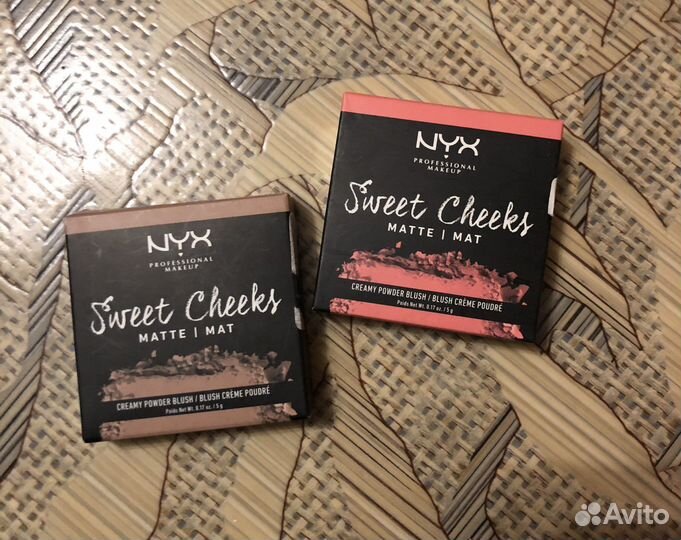 NYX
PROFESSIONAL
MAKEUP
Sweet Cheeks
MATTE | MAT
CREAMY POWDER BLUSH / BLUSH CRÈME POUDRÉ
Poids Net Wt. 0.17 oz. / 5 g
NYX
PROFESSIONAL
MAKEUP
Sweet Cheeks
MATTE | MAT
CREAMY POWDER BLUSH / BLUSH CRÈME POUDRÉ
Poids Net Wt. 0.17 oz. / 5 g
Avito